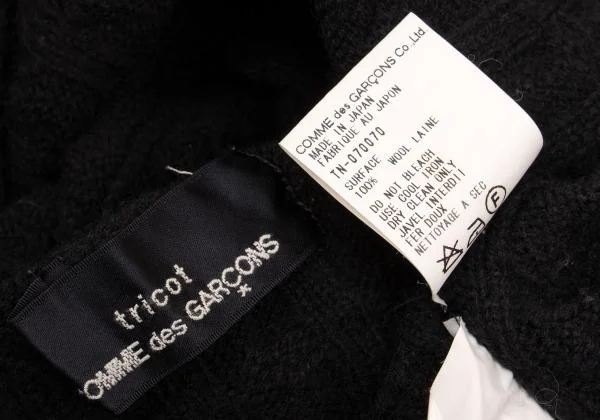 tricot
COMME des GARÇONS
*
COMME des GARÇONS Co.,Ltd
MADE IN JAPAN
FABRIQUE AU JAPON
TN-070070
SURFACE WOOL LAINE
100%
DO NOT BLEACH
USE COOL IRON
DRY CLEAN ONLY
JAVEL INTERDIT
FER DOUX
NETTOYAGE A SEC
F